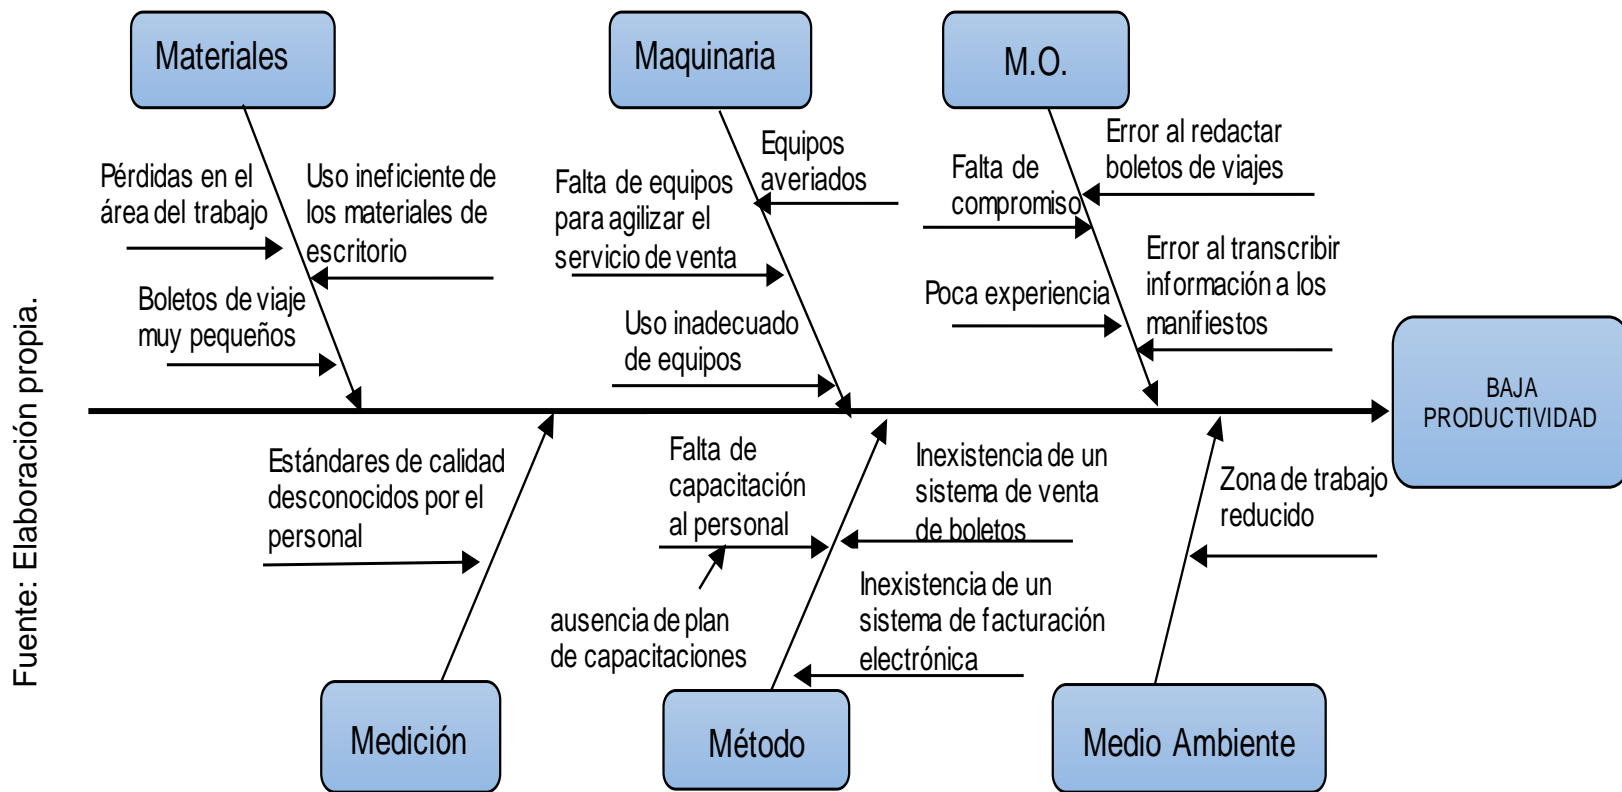 Materiales
Maquinaria
M.O.
Pérdidas en el
área del trabajo
Uso ineficiente de
los materiales de
escritorio
Boletos de viaje
muy pequeños
Equipos
averiados
Falta de equipos
para agilizar el
servicio de venta
Uso inadecuado
de equipos
Error al redactar
boletos de viajes
Falta de
compromiso
Error al transcribir
información a los
manifiestos
Poca experiencia
BAJA
PRODUCTIVIDAD
Estándares de calidad
desconocidos por el
personal
Falta de
capacitación
al personal
ausencia de plan
de capacitaciones
Inexistencia de un
sistema de venta
de boletos
Inexistencia de un
sistema de facturación
electrónica
Zona de trabajo
reducido
Medición
Método
Medio Ambiente
Fuente: Elaboración propia.